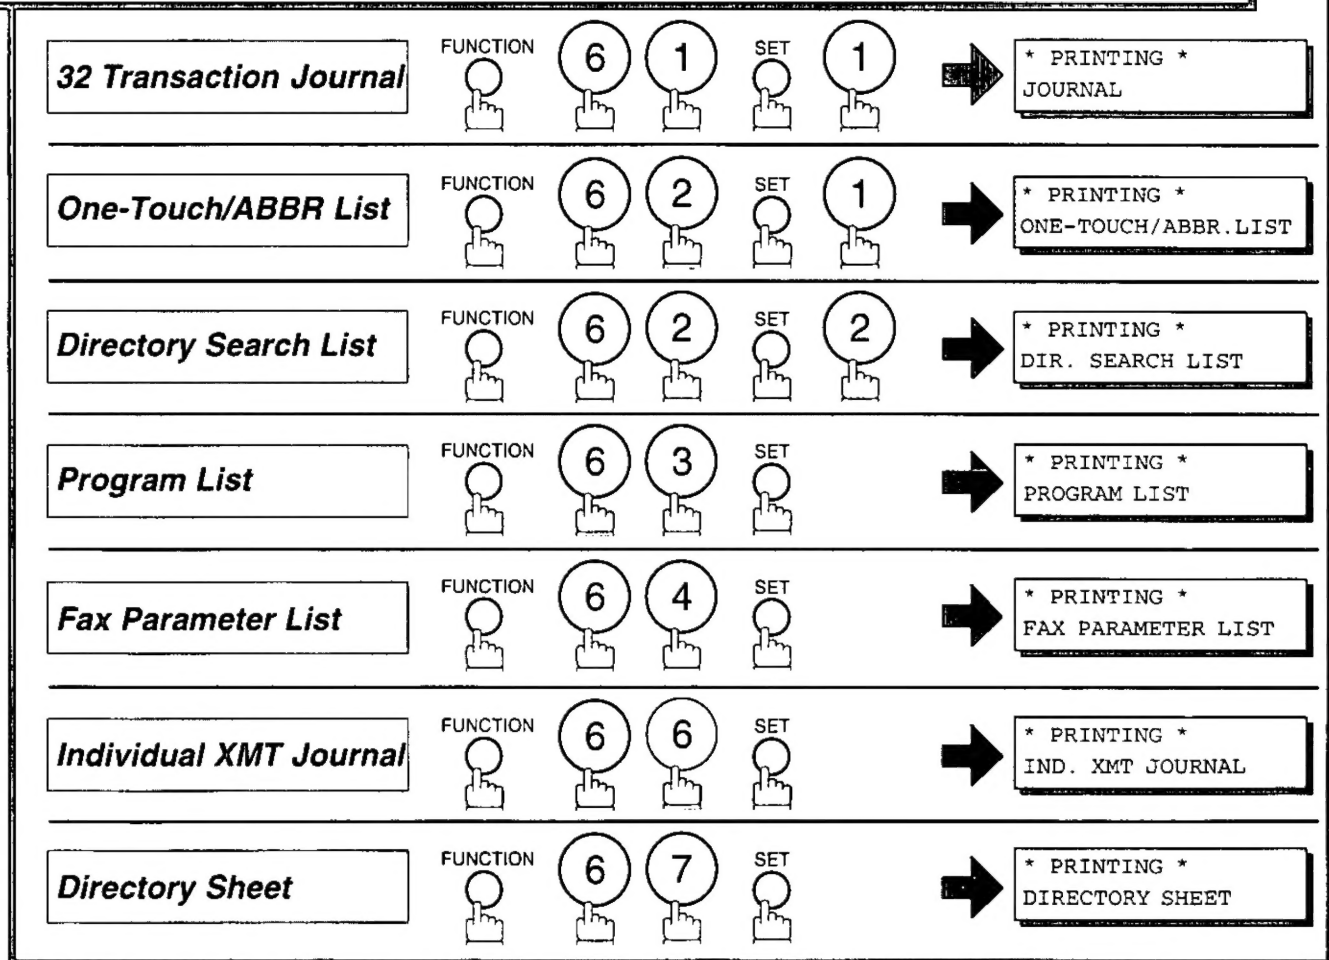 32 Transaction Journal FUNCTION 6 1 SET 1 * PRINTING *
JOURNAL
One-Touch/ABBR List FUNCTION 6 2 SET 1 * PRINTING *
ONE-TOUCH/ABBR.LIST
Directory Search List FUNCTION 6 2 SET 2 * PRINTING *
DIR. SEARCH LIST
Program List FUNCTION 6 3 SET * PRINTING *
PROGRAM LIST
Fax Parameter List FUNCTION 6 4 SET * PRINTING *
FAX PARAMETER LIST
Individual XMT Journal FUNCTION 6 6 SET * PRINTING *
IND. XMT JOURNAL
Directory Sheet FUNCTION 6 7 SET * PRINTING *
DIRECTORY SHEET